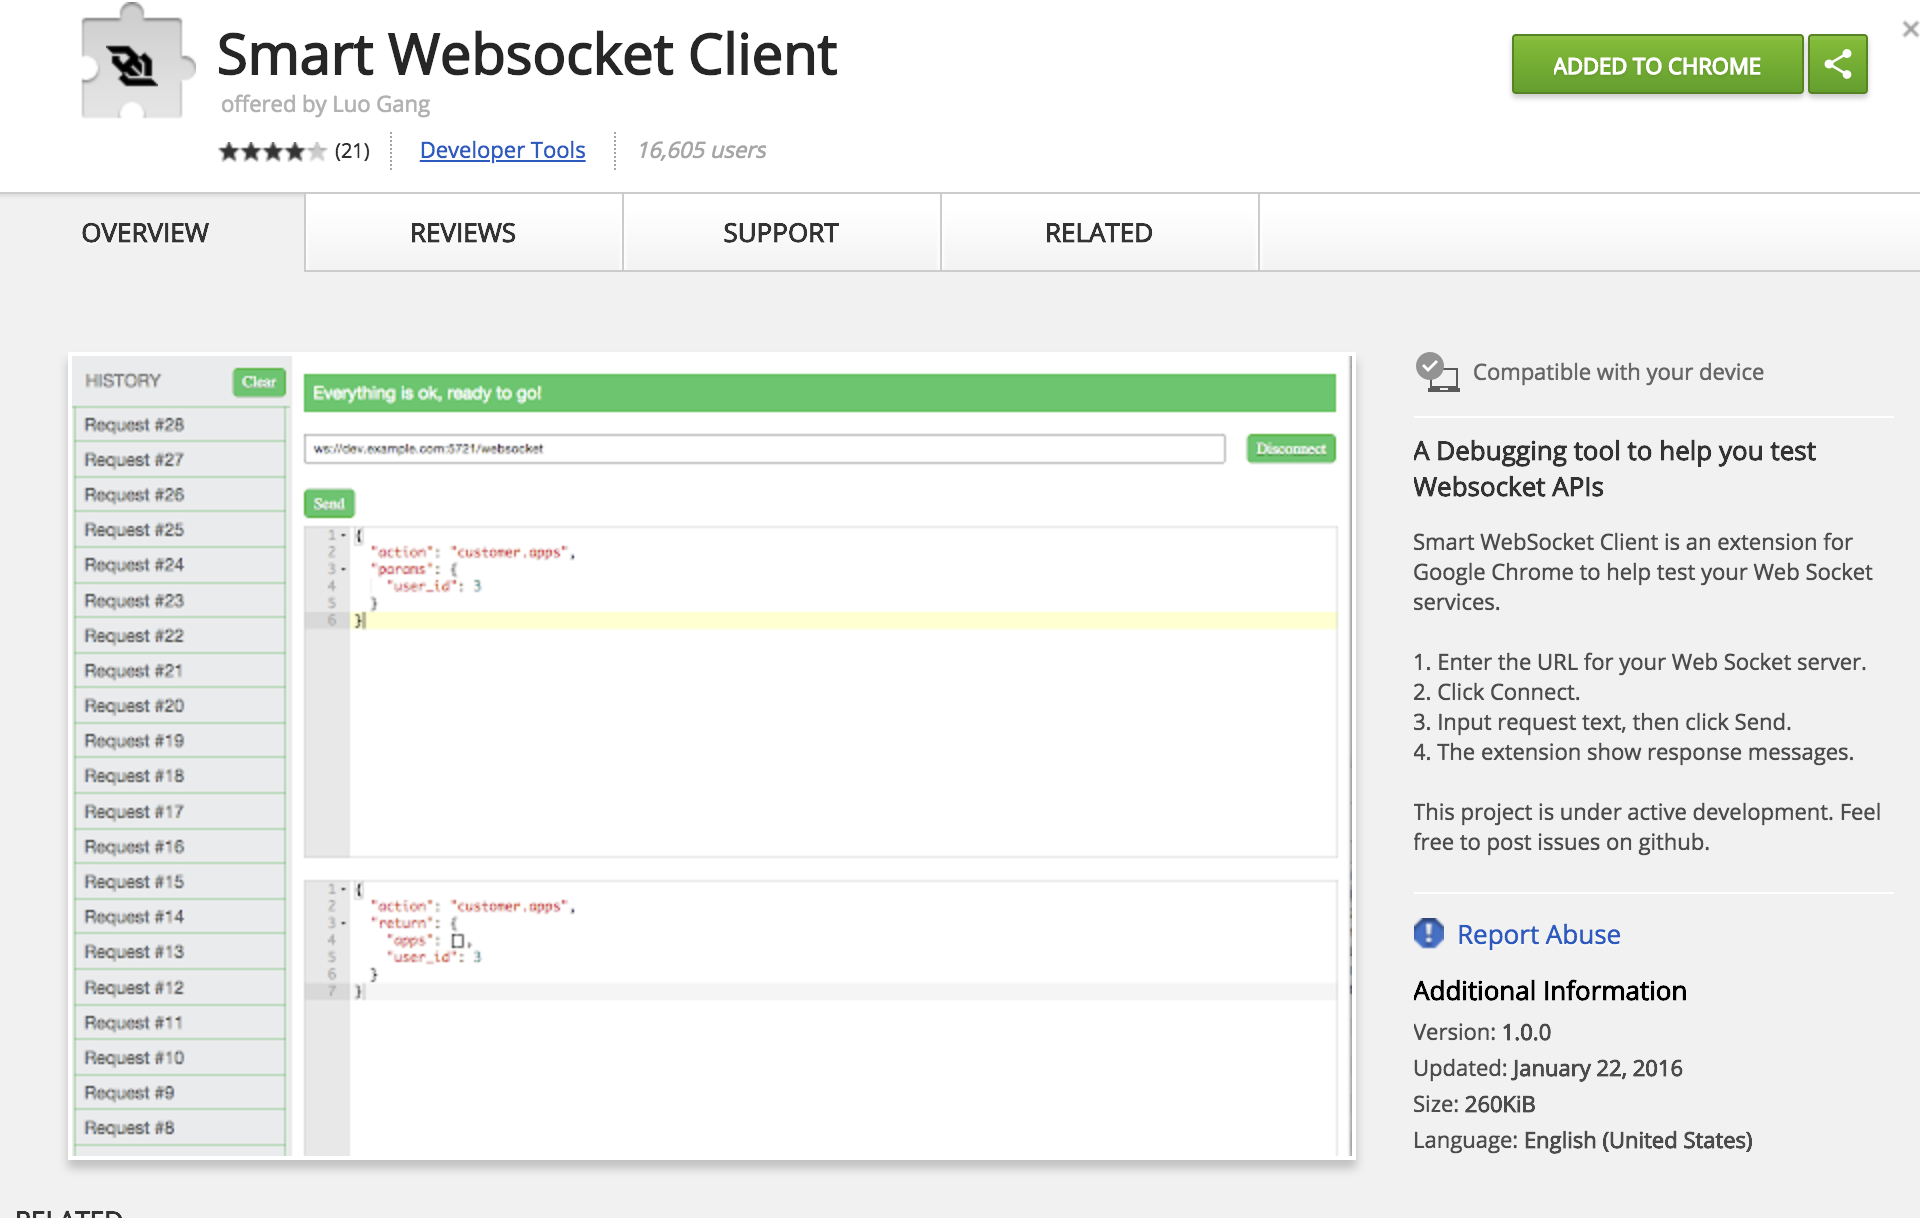 Smart Websocket Client
offered by Luo Gang
(21)
Developer Tools
16,605 users
ADDED TO CHROME
OVERVIEW
REVIEWS
SUPPORT
RELATED
HISTORY
Clear
Request #28
Request #27
Request #26
Request #25
Request #24
Request #23
Request #22
Request #21
Request #20
Request #19
Request #18
Request #17
Request #16
Request #15
Request #14
Request #13
Request #12
Request #11
Request #10
Request #9
Request #8
Everything is ok, ready to go!
ws://dev.example.com:5721/websocket
Disconnect
Send
1 {
2 "action": "customer.apps",
3 "params": {
4 "user_id": 3
5 }
6 }
1 {
2 "action": "customer.apps",
3 "return": {
4 "apps": [],
5 "user_id": 3
6 }
7 }
Compatible with your device
A Debugging tool to help you test
Websocket APIs
Smart WebSocket Client is an extension for
Google Chrome to help test your Web Socket
services.
1. Enter the URL for your Web Socket server.
2. Click Connect.
3. Input request text, then click Send.
4. The extension show response messages.
This project is under active development. Feel
free to post issues on github.
Report Abuse
Additional Information
Version: 1.0.0
Updated: January 22, 2016
Size: 260KiB
Language: English (United States)
RELATED